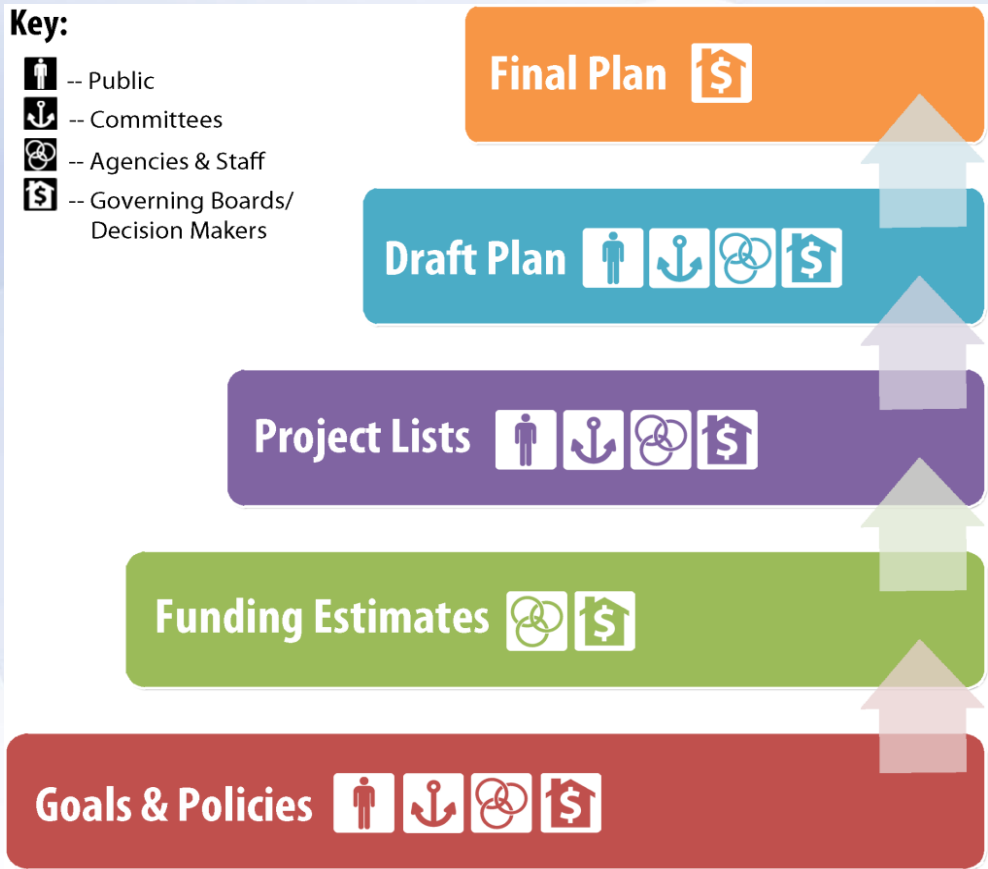 Key:
-- Public
-- Committees
-- Agencies & Staff
-- Governing Boards/
Decision Makers
Final Plan
Draft Plan
Project Lists
Funding Estimates
Goals & Policies